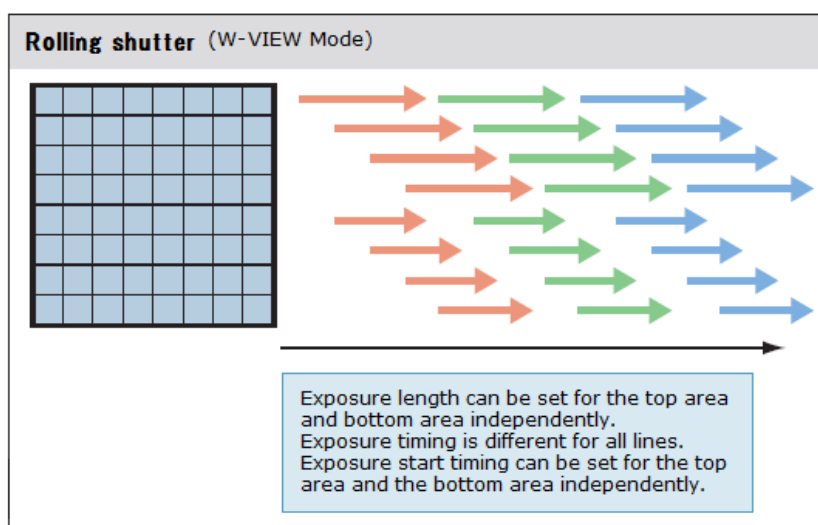 Rolling shutter (W-VIEW Mode)
Exposure length can be set for the top area
and bottom area independently.
Exposure timing is different for all lines.
Exposure start timing can be set for the top
area and the bottom area independently.